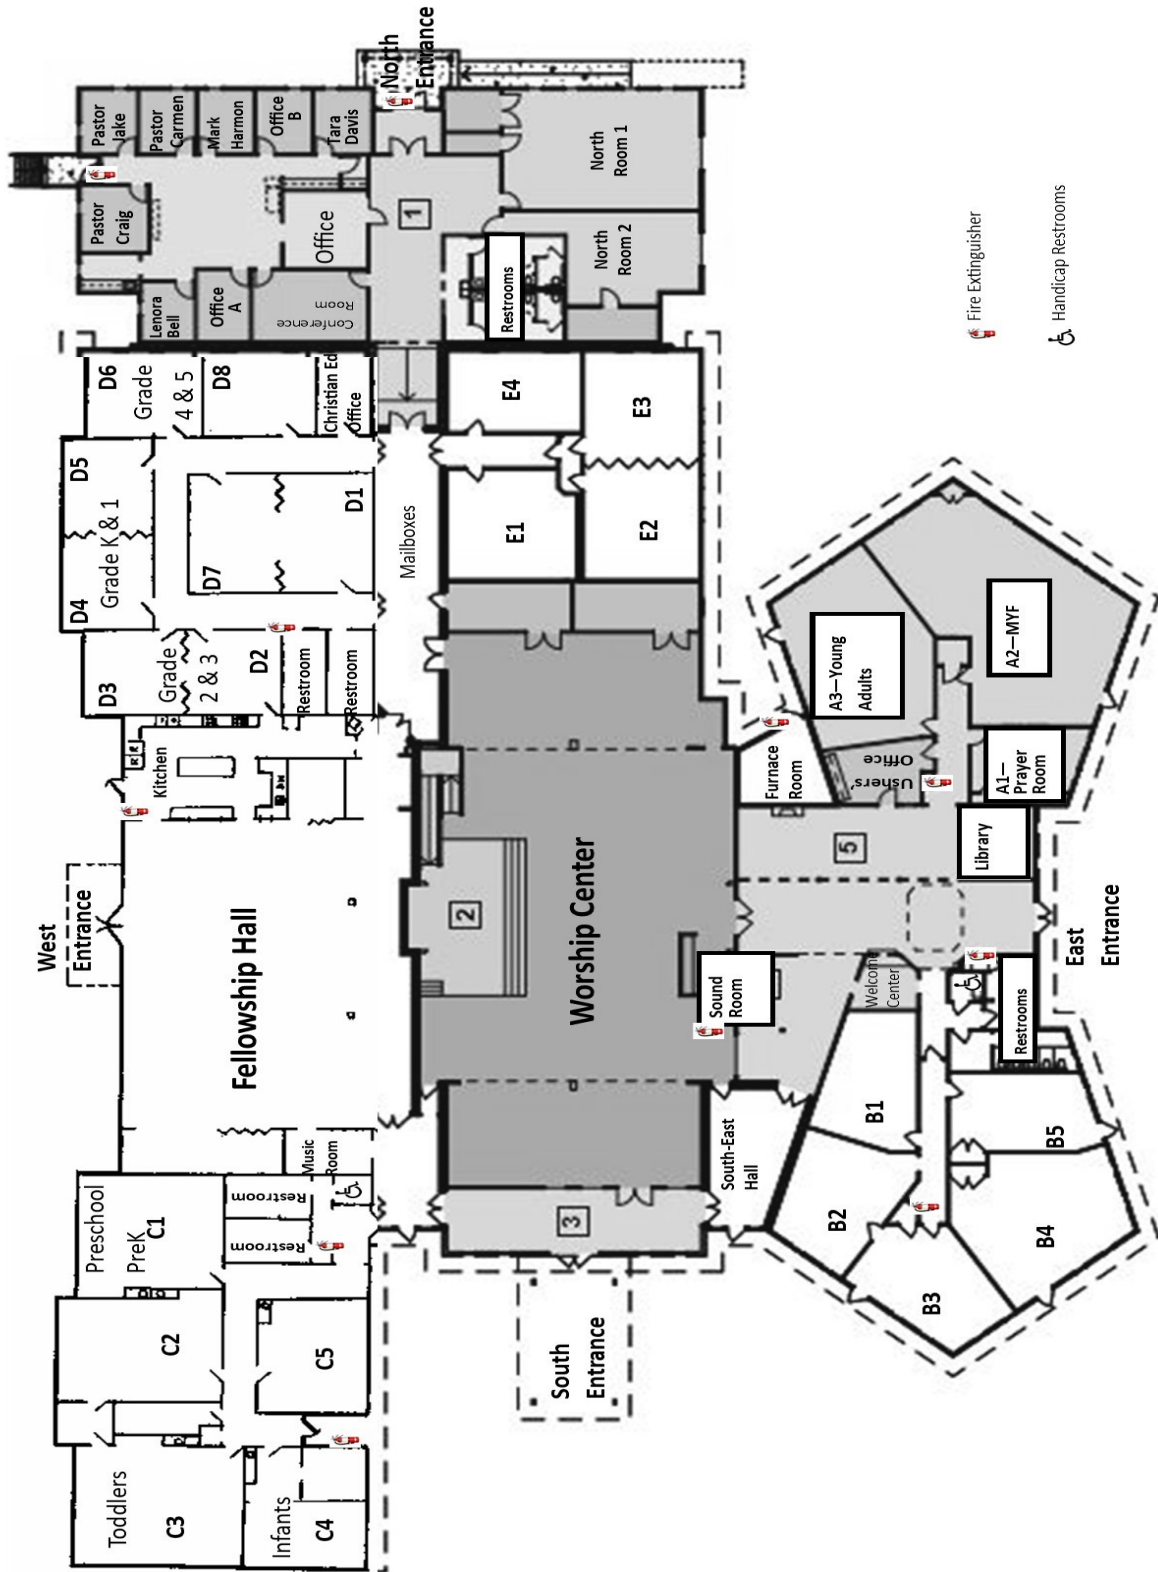 West
Entrance
Fellowship Hall
Worship Center
South
Entrance
East
Entrance
North
Entrance
Toddlers
C3
Infants
C4
C2
C5
Preschool
PreK
C1
Restroom
Restroom
Music
Room
Kitchen
D3
Grade
2 & 3
D2
Restroom
Restroom
D4
Grade K & 1
D5
D7
D1
D6
Grade
4 & 5
D8
Christian Ed
Office
Mailboxes
Lenora
Bell
Office
A
Conference
Room
Pastor
Craig
Office
Pastor
Jake
Pastor
Carmen
Mark
Harmon
Office
B
Tara
Davis
1
Restrooms
North
Room 1
North
Room 2
E1
E4
E2
E3
2
3
5
Sound
Room
South-East
Hall
Furnace
Room
Ushers'
Office
A3—Young
Adults
A2—MYF
A1—
Prayer
Room
Library
Welcome
Center
Restrooms
B1
B2
B3
B4
B5
Fire Extinguisher
Handicap Restrooms